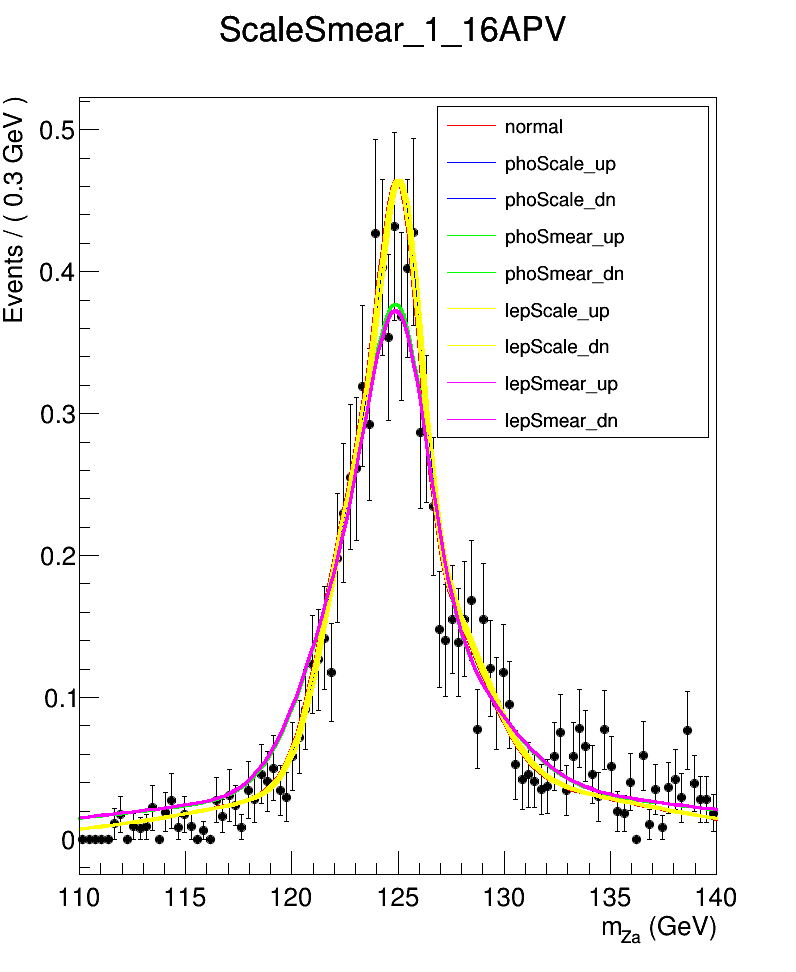 ScaleSmear_1_16APV
Events / ( 0.3 GeV )
0.5
0.4
0.3
0.2
0.1
0
normal
phoScale_up
phoScale_dn
phoSmear_up
phoSmear_dn
lepScale_up
lepScale_dn
lepSmear_up
lepSmear_dn
110 115 120 125 130 135 140
mZa (GeV)